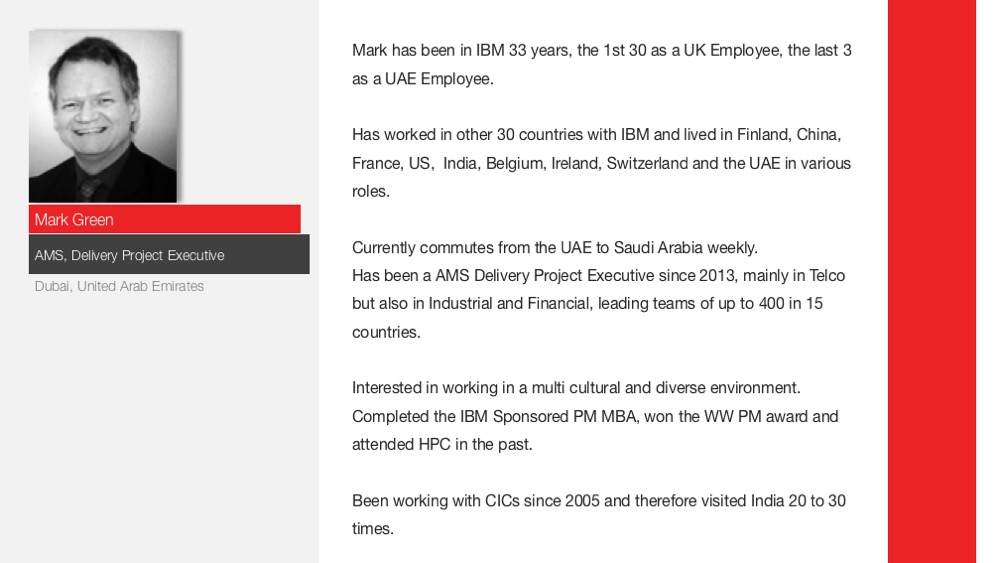 Mark Green
AMS, Delivery Project Executive
Dubai, United Arab Emirates
Mark has been in IBM 33 years, the 1st 30 as a UK Employee, the last 3
as a UAE Employee.
Has worked in other 30 countries with IBM and lived in Finland, China,
France, US,  India, Belgium, Ireland, Switzerland and the UAE in various
roles.
Currently commutes from the UAE to Saudi Arabia weekly.
Has been a AMS Delivery Project Executive since 2013, mainly in Telco
but also in Industrial and Financial, leading teams of up to 400 in 15
countries.
Interested in working in a multi cultural and diverse environment.
Completed the IBM Sponsored PM MBA, won the WW PM award and
attended HPC in the past.
Been working with CICs since 2005 and therefore visited India 20 to 30
times.